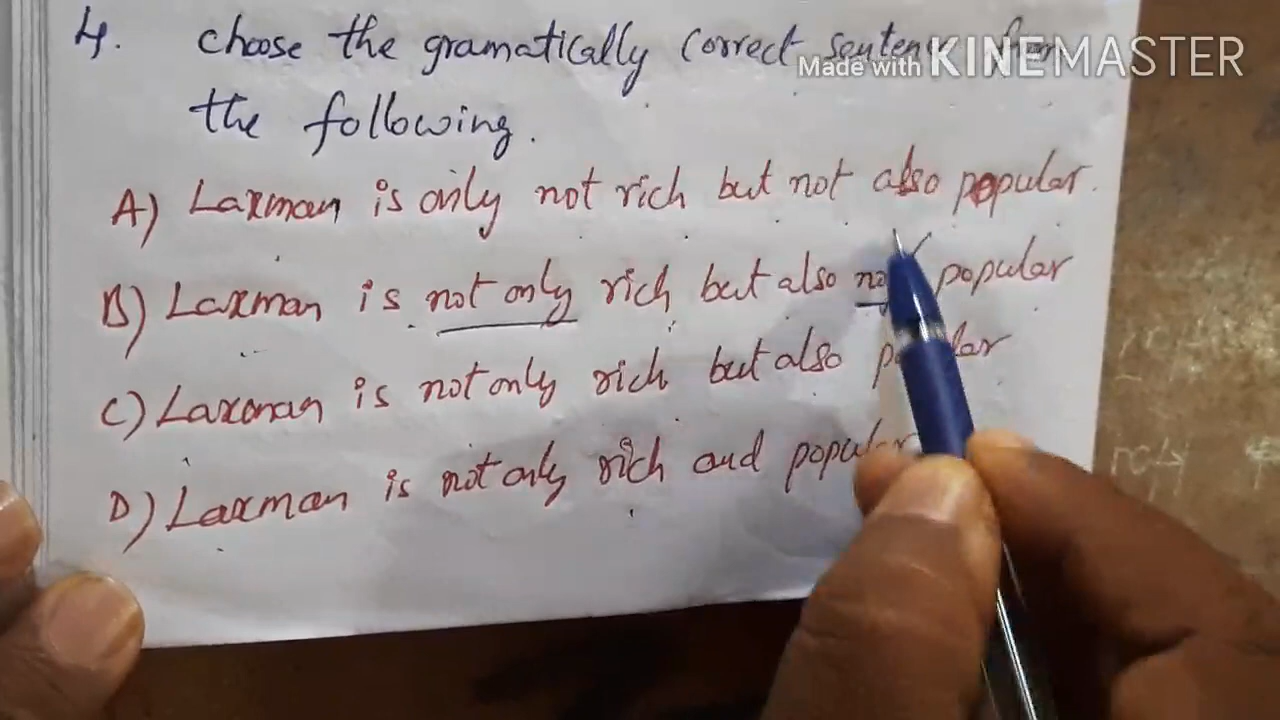 4. choose the gramatically correct sentence from
Made with KINEMASTER
the following.
A) Laxman is only not rich but not also popular.
B) Laxman is not only rich but also not popular
C) Laxman is not only rich but also popular
D) Laxman is not only rich and popular